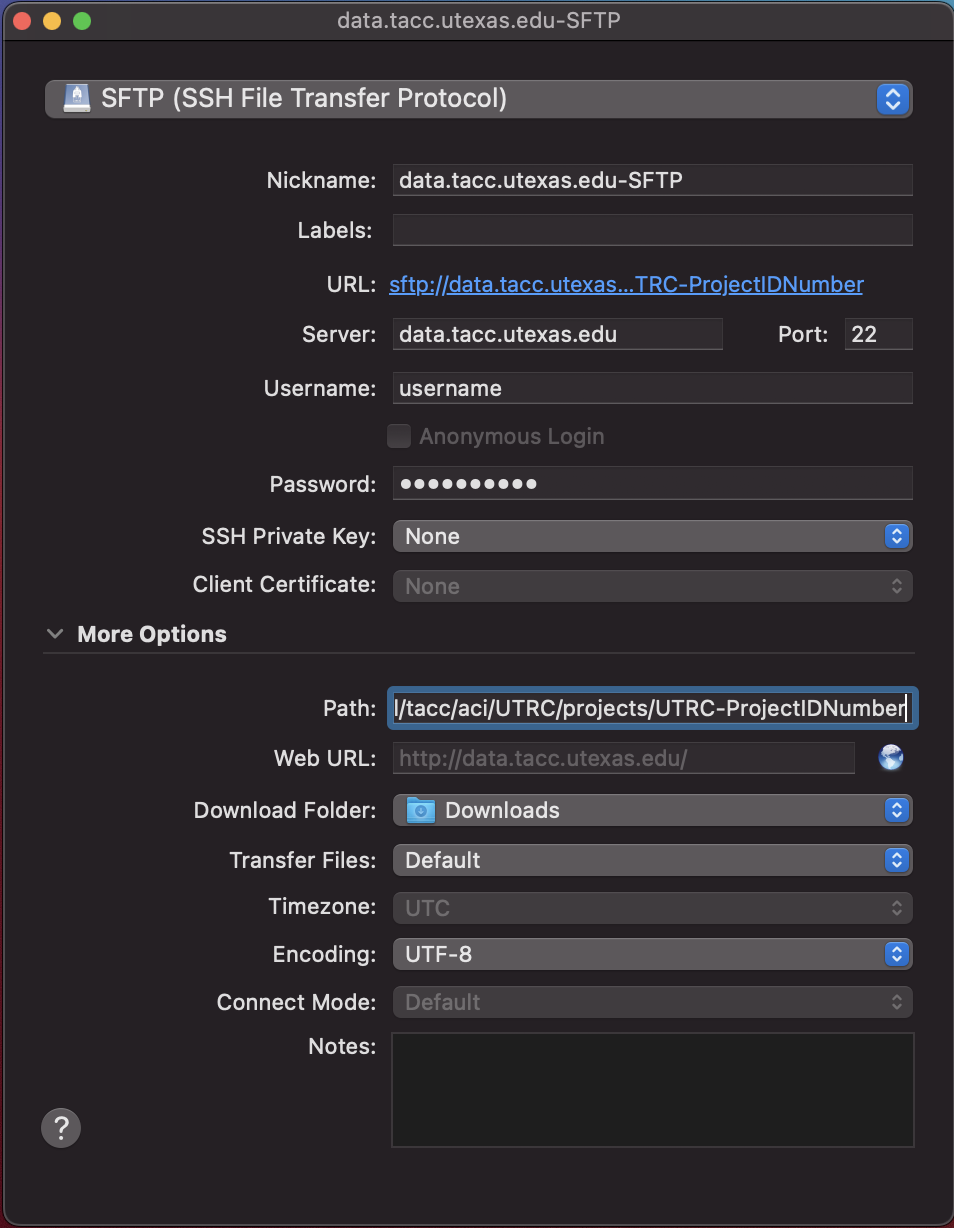 data.tacc.utexas.edu-SFTP
SFTP (SSH File Transfer Protocol)
Nickname: data.tacc.utexas.edu-SFTP
Labels:
URL: sftp://data.tacc.utexas...TRC-ProjectIDNumber
Server: data.tacc.utexas.edu Port: 22
Username: username
Anonymous Login
Password: ••••••••••
SSH Private Key: None
Client Certificate: None
More Options
Path: l/tacc/aci/UTRC/projects/UTRC-ProjectIDNumber
Web URL: http://data.tacc.utexas.edu/
Download Folder: Downloads
Transfer Files: Default
Timezone: UTC
Encoding: UTF-8
Connect Mode: Default
Notes:
?